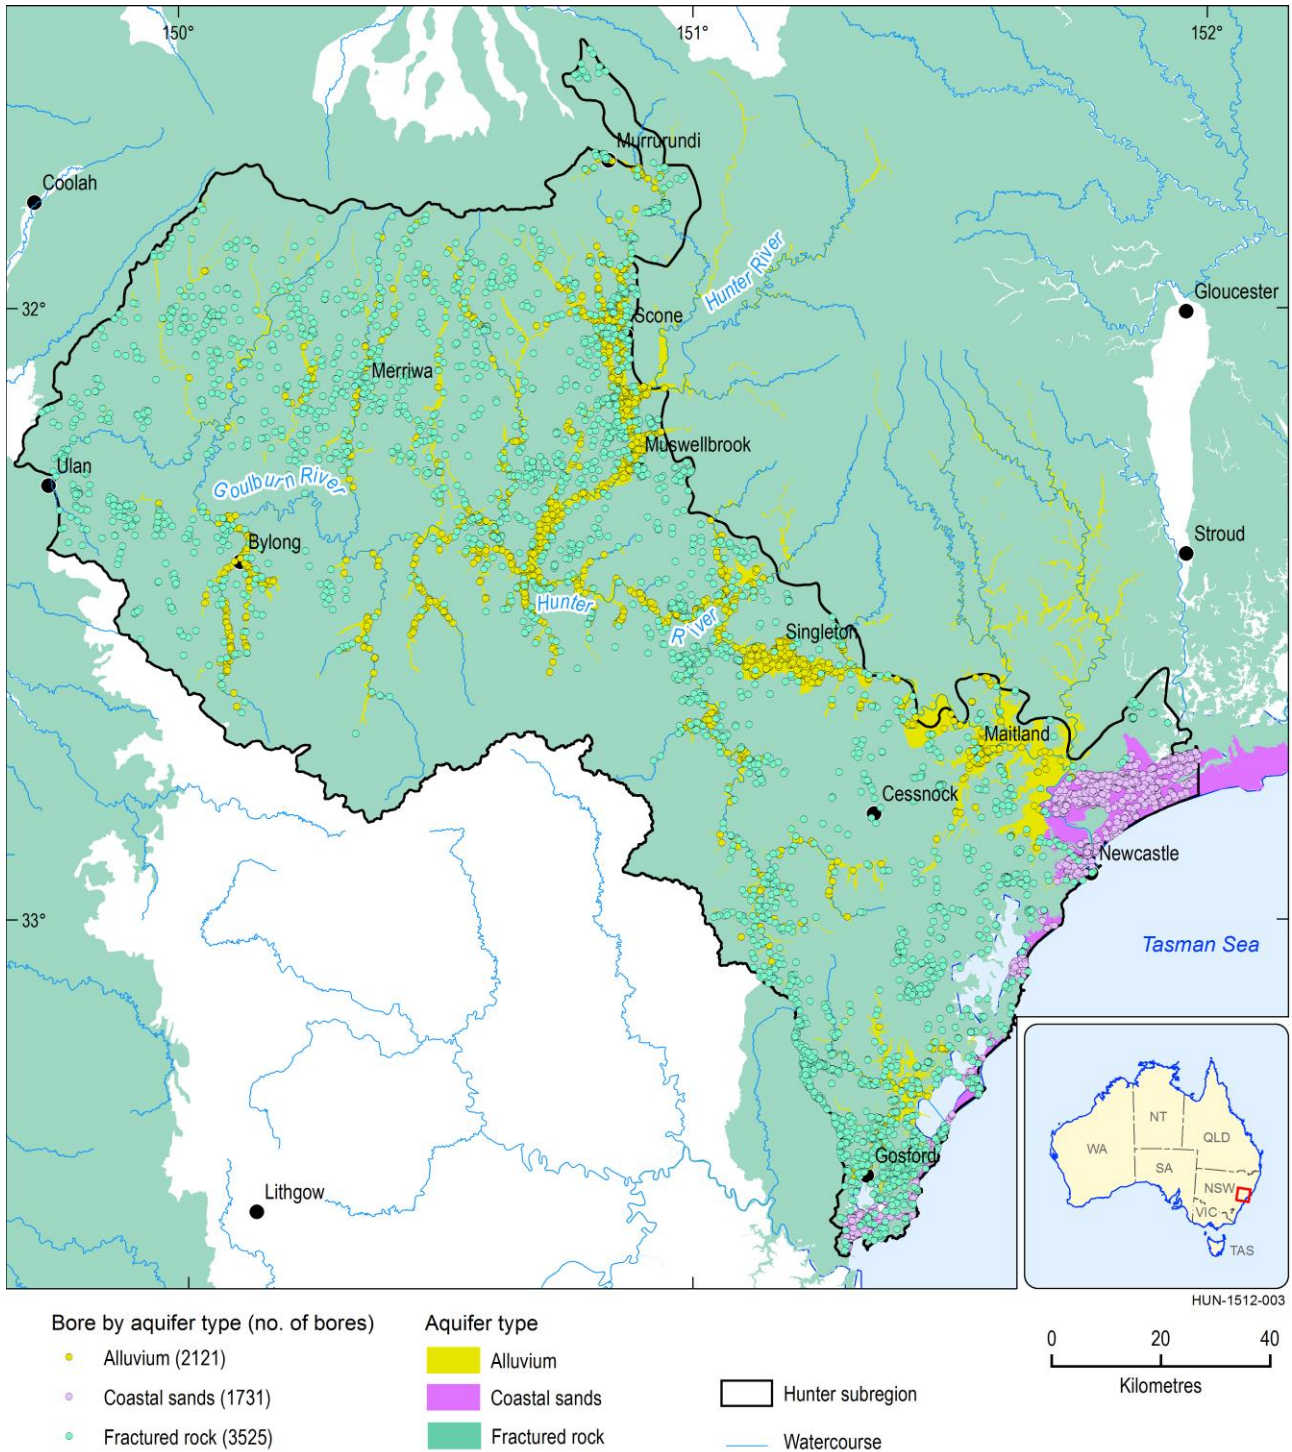 150°
151°
152°
Murrurundi
Coolah
Hunter River
Gloucester
32°
Scone
Merriwa
Muswellbrook
Ulan
Goulburn River
Stroud
Bylong
Hunter
River
Singleton
Maitland
Cessnock
Newcastle
33°
Tasman Sea
Gosford
Lithgow
NT
QLD
WA
SA
NSW
VIC
TAS
HUN-1512-003
Bore by aquifer type (no. of bores)
Alluvium (2121)
Coastal sands (1731)
Fractured rock (3525)
Aquifer type
Alluvium
Coastal sands
Fractured rock
Hunter subregion
Watercourse
0 20 40
Kilometres